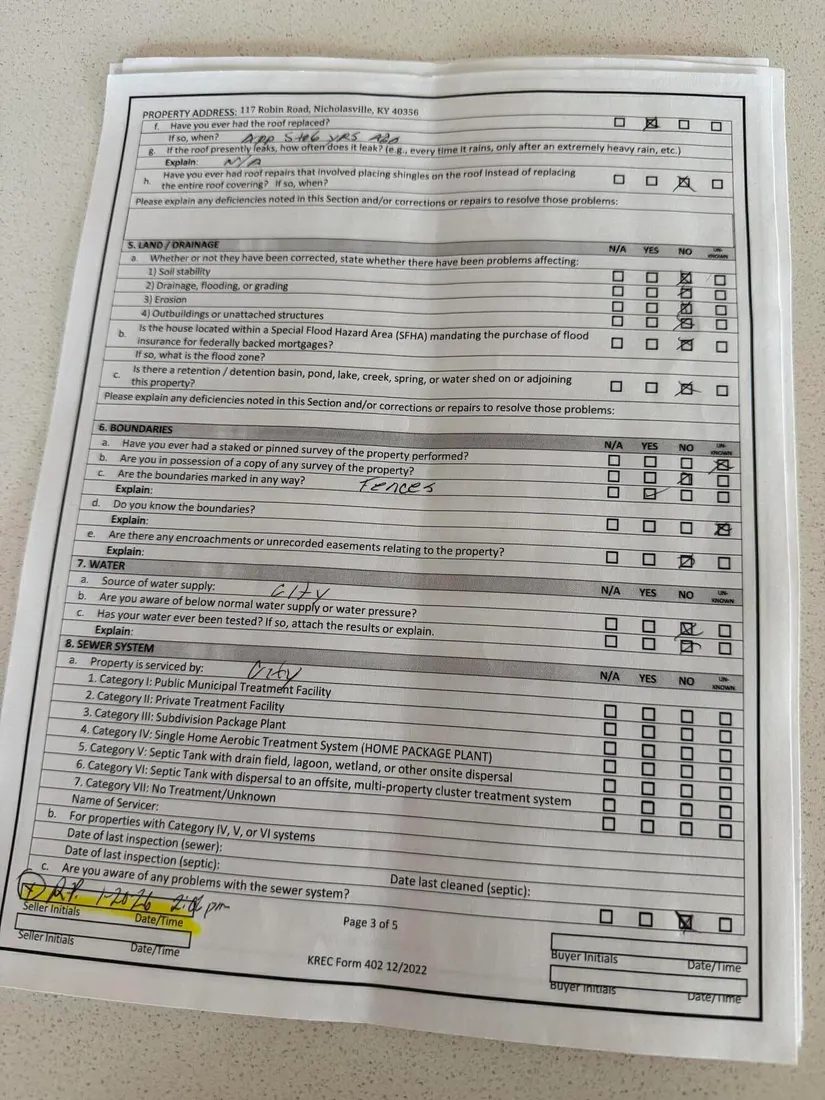 PROPERTY ADDRESS: 117 Robin Road, Nicholasville, KY 40356
f. Have you ever had the roof replaced?
If so, when? App 5 to 6 yrs ago
g. If the roof presently leaks, how often does it leak? (e.g., every time it rains, only after an extremely heavy rain, etc.)
Explain: N/A
h. Have you ever had roof repairs that involved placing shingles on the roof instead of replacing
the entire roof covering? If so, when?
Please explain any deficiencies noted in this Section and/or corrections or repairs to resolve those problems:
5. LAND / DRAINAGE N/A YES NO UN-KNOWN
a. Whether or not they have been corrected, state whether there have been problems affecting:
1) Soil stability
2) Drainage, flooding, or grading
3) Erosion
4) Outbuildings or unattached structures
b. Is the house located within a Special Flood Hazard Area (SFHA) mandating the purchase of flood
insurance for federally backed mortgages?
If so, what is the flood zone?
c. Is there a retention / detention basin, pond, lake, creek, spring, or water shed on or adjoining
this property?
Please explain any deficiencies noted in this Section and/or corrections or repairs to resolve those problems:
6. BOUNDARIES N/A YES NO UN-KNOWN
a. Have you ever had a staked or pinned survey of the property performed?
b. Are you in possession of a copy of any survey of the property?
c. Are the boundaries marked in any way? Fences
Explain:
d. Do you know the boundaries?
Explain:
e. Are there any encroachments or unrecorded easements relating to the property?
Explain:
7. WATER N/A YES NO UN-KNOWN
a. Source of water supply: City
b. Are you aware of below normal water supply or water pressure?
c. Has your water ever been tested? If so, attach the results or explain.
Explain:
8. SEWER SYSTEM N/A YES NO UN-KNOWN
a. Property is serviced by: City
1. Category I: Public Municipal Treatment Facility
2. Category II: Private Treatment Facility
3. Category III: Subdivision Package Plant
4. Category IV: Single Home Aerobic Treatment System (HOME PACKAGE PLANT)
5. Category V: Septic Tank with drain field, lagoon, wetland, or other onsite dispersal
6. Category VI: Septic Tank with dispersal to an offsite, multi-property cluster treatment system
7. Category VII: No Treatment/Unknown
Name of Servicer:
b. For properties with Category IV, V, or VI systems
Date of last inspection (sewer):
Date of last inspection (septic): Date last cleaned (septic):
c. Are you aware of any problems with the sewer system?
1-20-26 pm
Seller Initials Date/Time
Seller Initials Date/Time
Page 3 of 5
KREC Form 402 12/2022
Buyer Initials Date/Time
Buyer Initials Date/Time